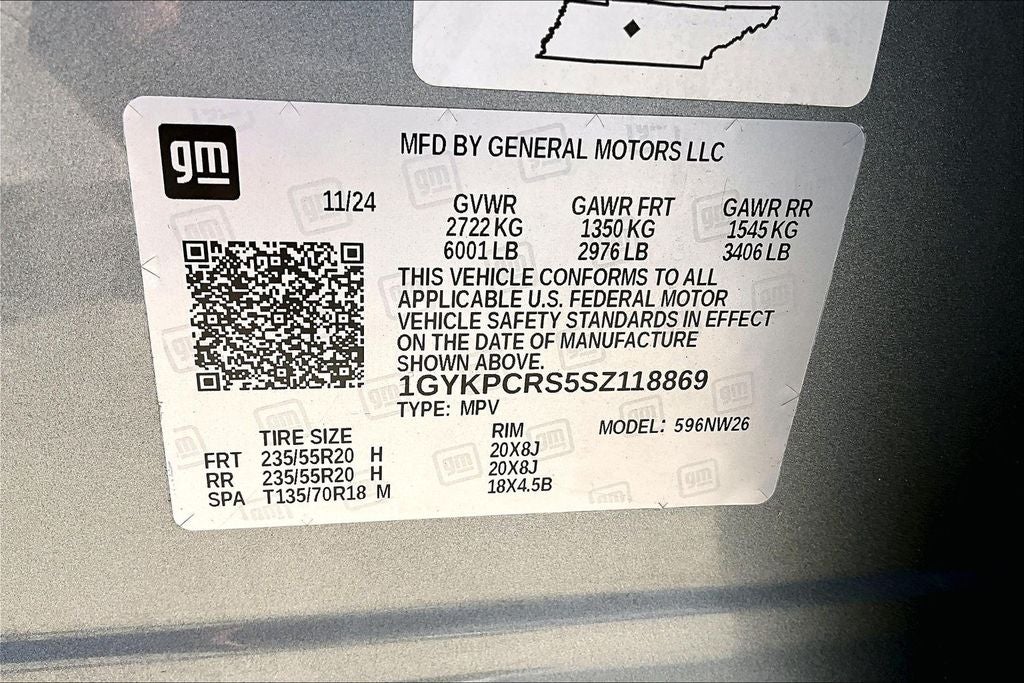 gm
MFD BY GENERAL MOTORS LLC
11/24 GVWR GAWR FRT GAWR RR
2722 KG 1350 KG 1545 KG
6001 LB 2976 LB 3406 LB
THIS VEHICLE CONFORMS TO ALL
APPLICABLE U.S. FEDERAL MOTOR
VEHICLE SAFETY STANDARDS IN EFFECT
ON THE DATE OF MANUFACTURE
SHOWN ABOVE.
1GYKPCRS5SZ118869
TYPE: MPV
MODEL: 596NW26
TIRE SIZE RIM
FRT 235/55R20 H 20X8J
RR 235/55R20 H 20X8J
SPA T135/70R18 M 18X4.5B